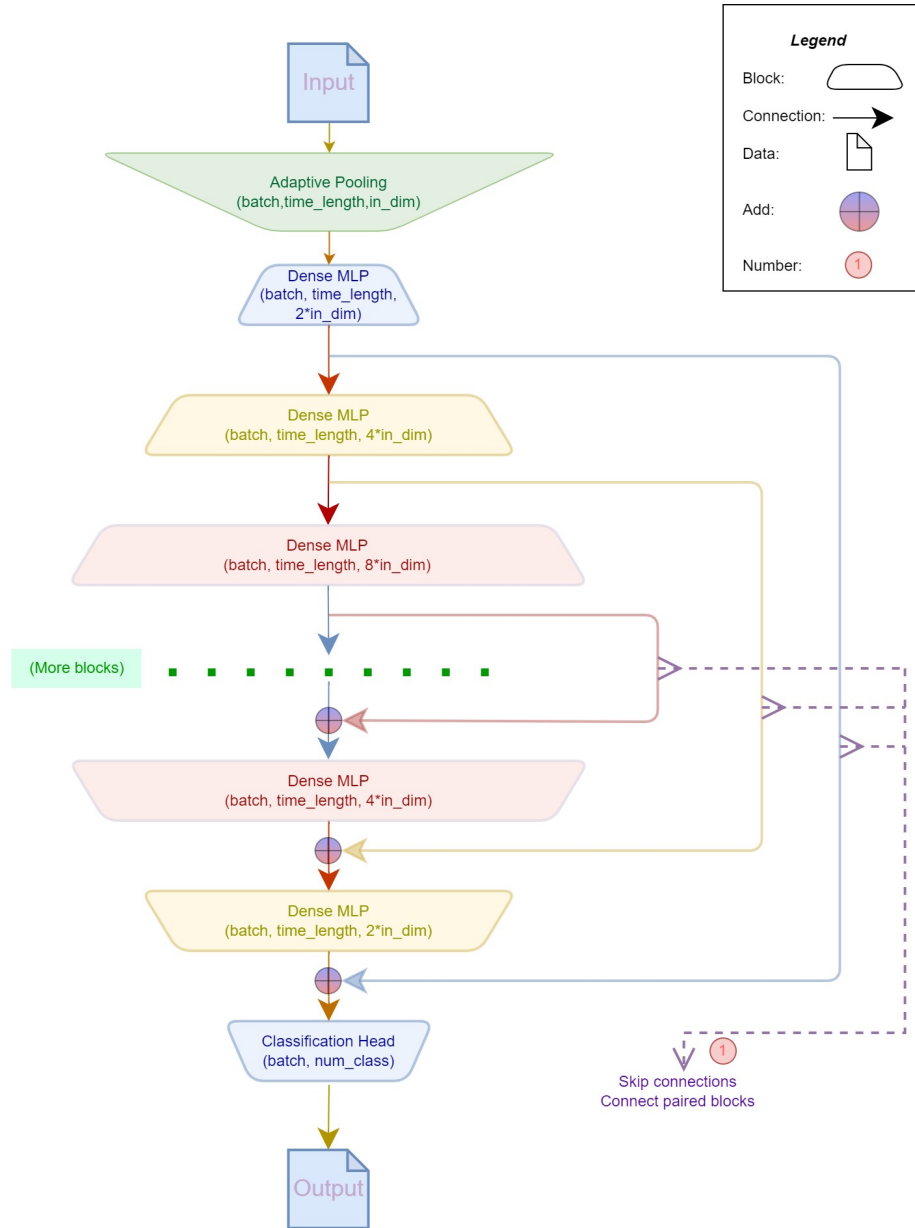 Legend
Block:
Connection:
Data:
Add:
Number:
1
Input
Adaptive Pooling
(batch,time_length,in_dim)
Dense MLP
(batch, time_length,
2*in_dim)
Dense MLP
(batch, time_length, 4*in_dim)
Dense MLP
(batch, time_length, 8*in_dim)
(More blocks)
Dense MLP
(batch, time_length, 4*in_dim)
Dense MLP
(batch, time_length, 2*in_dim)
Classification Head
(batch, num_class)
1
Skip connections
Connect paired blocks
Output